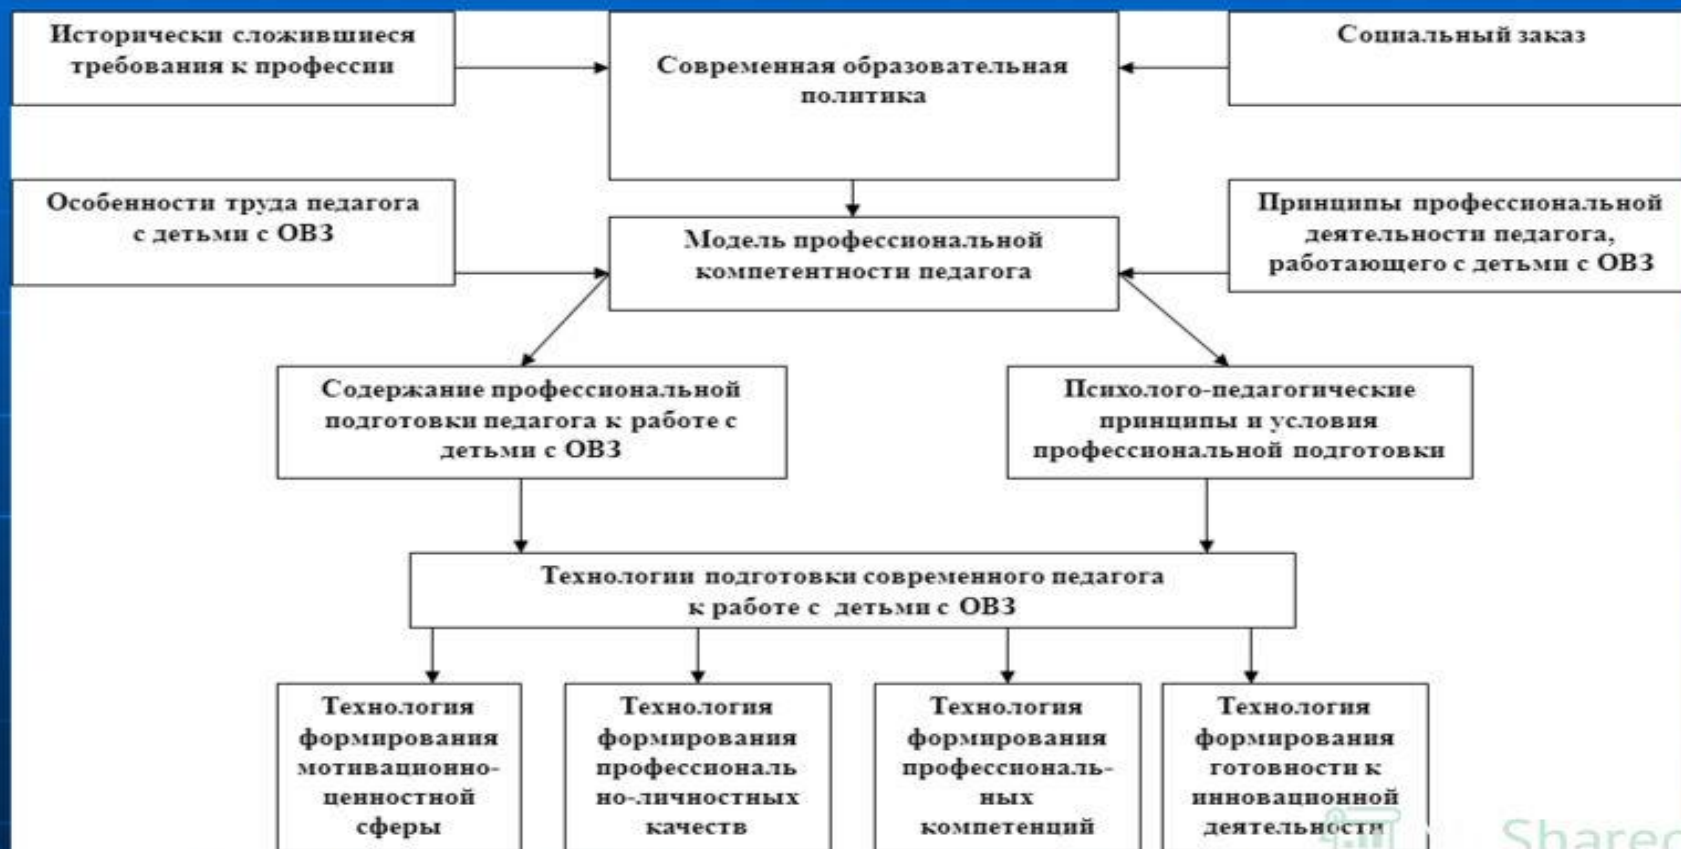 Исторически сложившиеся
требования к профессии
Современная образовательная
политика
Социальный заказ
Особенности труда педагога
с детьми с ОВЗ
Модель профессиональной
компетентности педагога
Принципы профессиональной
деятельности педагога,
работающего с детьми с ОВЗ
Содержание профессиональной
подготовки педагога к работе с
детьми с ОВЗ
Психолого-педагогические
принципы и условия
профессиональной подготовки
Технологии подготовки современного педагога
к работе с детьми с ОВЗ
Технология
формирования
мотивационно-
ценностной
сферы
Технология
формирования
профессиональ
но-личностных
качеств
Технология
формирования
профессиональ-
ных
компетенций
Технология
формирования
готовности к
инновационной
деятельности
Shared